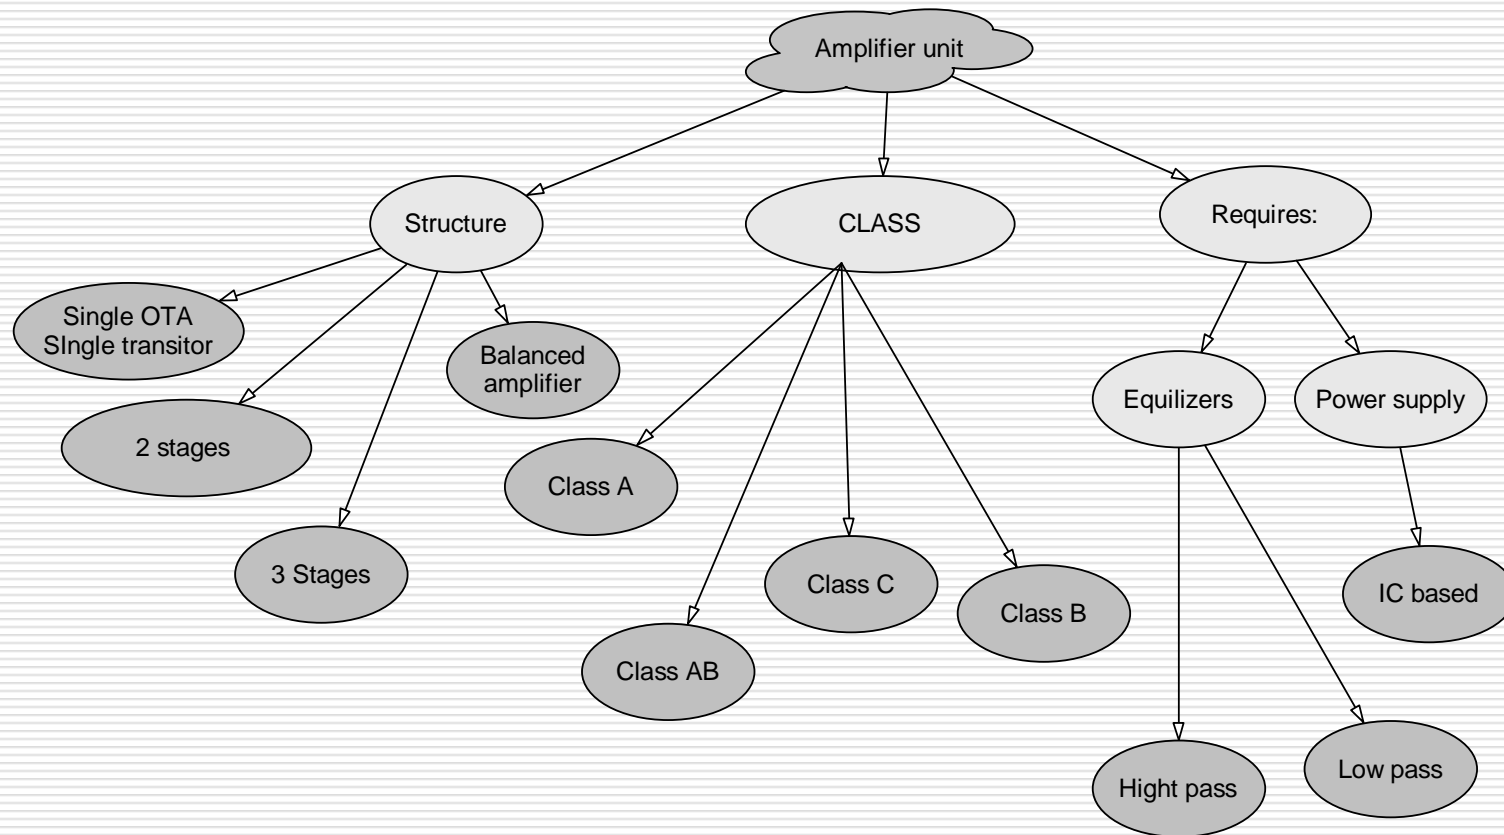 Amplifier unit
Structure
CLASS
Requires:
Single OTA
SIngle transitor
Balanced
amplifier
Equilizers
Power supply
2 stages
Class A
3 Stages
Class C
Class B
IC based
Class AB
Hight pass
Low pass